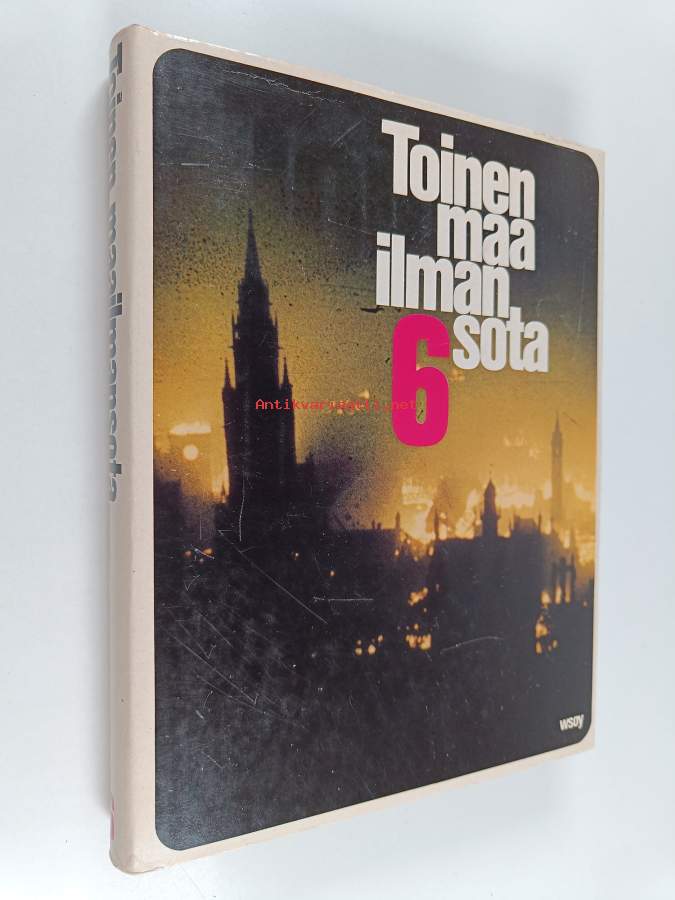 Toinen
maa
ilman
sota
6
Antikvariaatti.net
wsoy
Toinen maailmansota